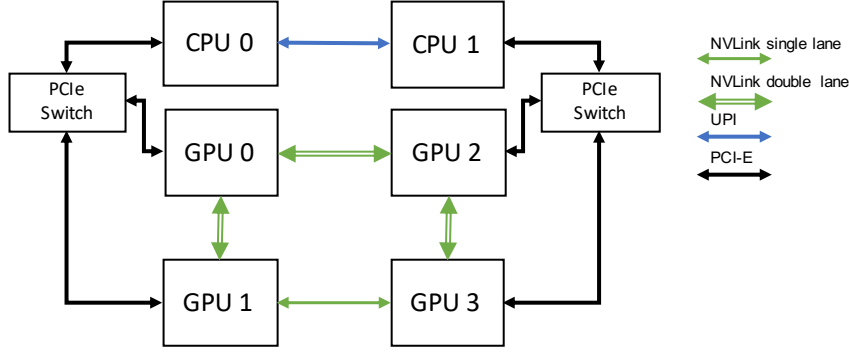 CPU 0
CPU 1
PCIe
Switch
PCIe
Switch
GPU 0
GPU 2
GPU 1
GPU 3
NVLink single lane
NVLink double lane
UPI
PCI-E